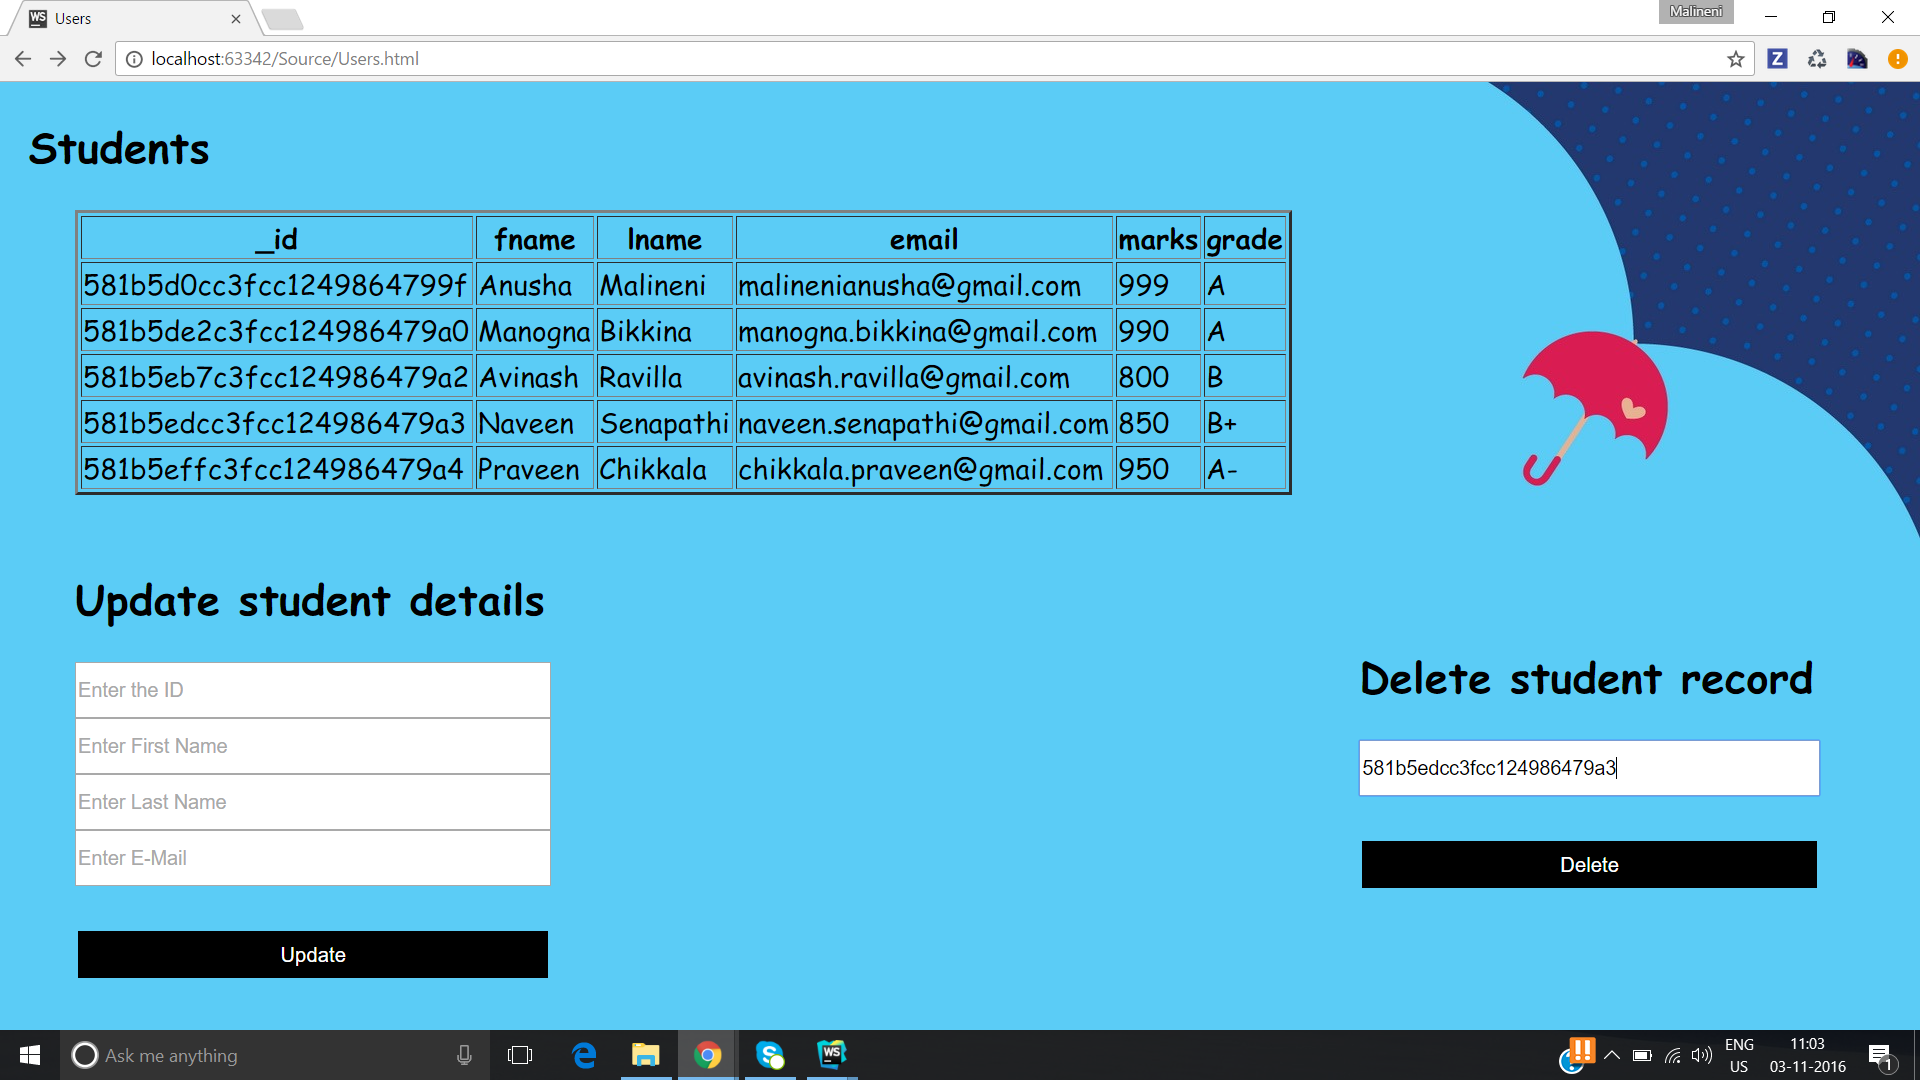 WS Users
Malineni
localhost:63342/Source/Users.html
Z
Students
_id fname lname email marks grade
581b5d0cc3fcc1249864799f Anusha Malineni malinenianusha@gmail.com 999 A
581b5de2c3fcc124986479a0 Manogna Bikkina manogna.bikkina@gmail.com 990 A
581b5eb7c3fcc124986479a2 Avinash Ravilla avinash.ravilla@gmail.com 800 B
581b5edcc3fcc124986479a3 Naveen Senapathi naveen.senapathi@gmail.com 850 B+
581b5effc3fcc124986479a4 Praveen Chikkala chikkala.praveen@gmail.com 950 A-
Update student details
Enter the ID
Enter First Name
Enter Last Name
Enter E-Mail
Update
Delete student record
581b5edcc3fcc124986479a3
Delete
Ask me anything
WS
ENG
US
11:03
03-11-2016
1